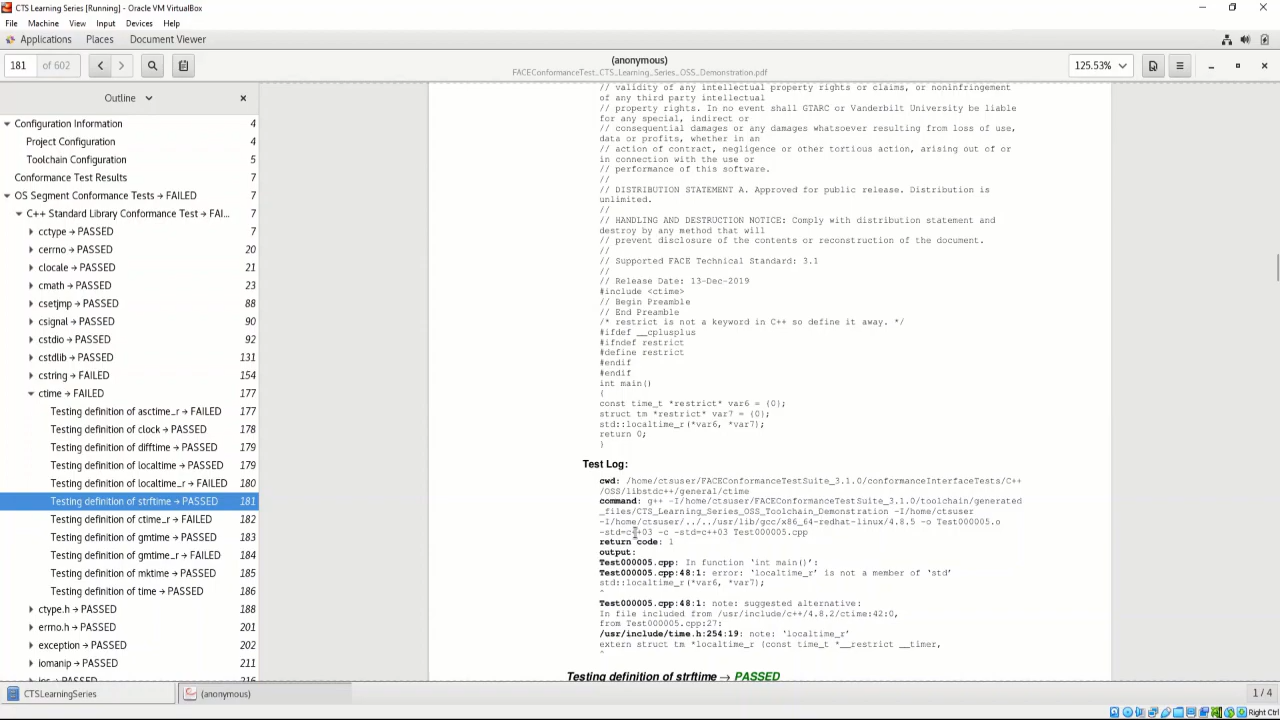 CTS Learning Series [Running] - Oracle VM VirtualBox
File Machine View Input Devices Help
Applications Places Document Viewer
181 of 602
(anonymous)
FACEConformanceTest_CTS_Learning_Series_OSS_Demonstration.pdf
125.53%
Outline
Configuration Information 4
Project Configuration 4
Toolchain Configuration 5
Conformance Test Results 7
OS Segment Conformance Tests → FAILED 7
C++ Standard Library Conformance Test → FAI... 7
cctype → PASSED 7
cerrno → PASSED 20
clocale → PASSED 21
cmath → PASSED 23
csetjmp → PASSED 88
csignal → PASSED 90
cstdio → PASSED 92
cstdlib → PASSED 131
cstring → FAILED 154
ctime → FAILED 177
Testing definition of asctime_r → FAILED 177
Testing definition of clock → PASSED 178
Testing definition of difftime → PASSED 179
Testing definition of localtime → PASSED 179
Testing definition of localtime_r → FAILED 180
Testing definition of strftime → PASSED 181
Testing definition of ctime_r → FAILED 182
Testing definition of gmtime → PASSED 183
Testing definition of gmtime_r → FAILED 184
Testing definition of mktime → PASSED 185
Testing definition of time → PASSED 186
ctype.h → PASSED 188
errno.h → PASSED 201
exception → PASSED 202
iomanip → PASSED 211
// validity of any intellectual property rights or claims, or noninfringement
of any third party intellectual
// property rights. In no event shall GTARC or Vanderbilt University be liable
for any special, indirect or
// consequential damages or any damages whatsoever resulting from loss of use,
data or profits, whether in an
// action of contract, negligence or other tortious action, arising out of or
in connection with the use or
// performance of this software.
//
// DISTRIBUTION STATEMENT A. Approved for public release. Distribution is
unlimited.
//
// HANDLING AND DESTRUCTION NOTICE: Comply with distribution statement and
destroy by any method that will
// prevent disclosure of the contents or reconstruction of the document.
//
// Supported FACE Technical Standard: 3.1
//
// Release Date: 13-Dec-2019
#include <ctime>
// Begin Preamble
// End Preamble
/* restrict is not a keyword in C++ so define it away. */
#ifdef __cplusplus
#ifndef restrict
#define restrict
#endif
#endif
int main()
{
const time_t *restrict* var6 = {0};
struct tm *restrict* var7 = {0};
std::localtime_r(*var6, *var7);
return 0;
}
Test Log:
cwd: /home/ctsuser/FACEConformanceTestSuite_3.1.0/conformanceInterfaceTests/C++
/OSS/libstdc++/general/ctime
command: g++ -I/home/ctsuser/FACEConformanceTestSuite_3.1.0/toolchain/generated
_files/CTS_Learning_Series_OSS_Toolchain_Demonstration -I/home/ctsuser
-I/home/ctsuser/../../usr/lib/gcc/x86_64-redhat-linux/4.8.5 -o Test000005.o
-std=c++03 -c -std=c++03 Test000005.cpp
return code: 1
output:
Test000005.cpp: In function 'int main()':
Test000005.cpp:48:1: error: 'localtime_r' is not a member of 'std'
std::localtime_r(*var6, *var7);
^
Test000005.cpp:48:1: note: suggested alternative:
In file included from /usr/include/c++/4.8.2/ctime:42:0,
from Test000005.cpp:27:
/usr/include/time.h:254:19: note: 'localtime_r'
extern struct tm *localtime_r (const time_t *__restrict __timer,
^
Testing definition of strftime → PASSED
CTSLearningSeries
(anonymous)
1 / 4
Right Ctrl